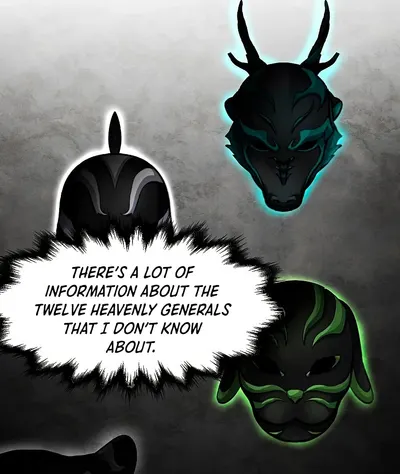 THERE'S A LOT OF
INFORMATION ABOUT THE
TWELVE HEAVENLY GENERALS
THAT I DON'T KNOW
ABOUT.